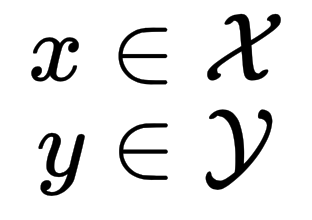 x ∈ 𝒳
y ∈ 𝒴